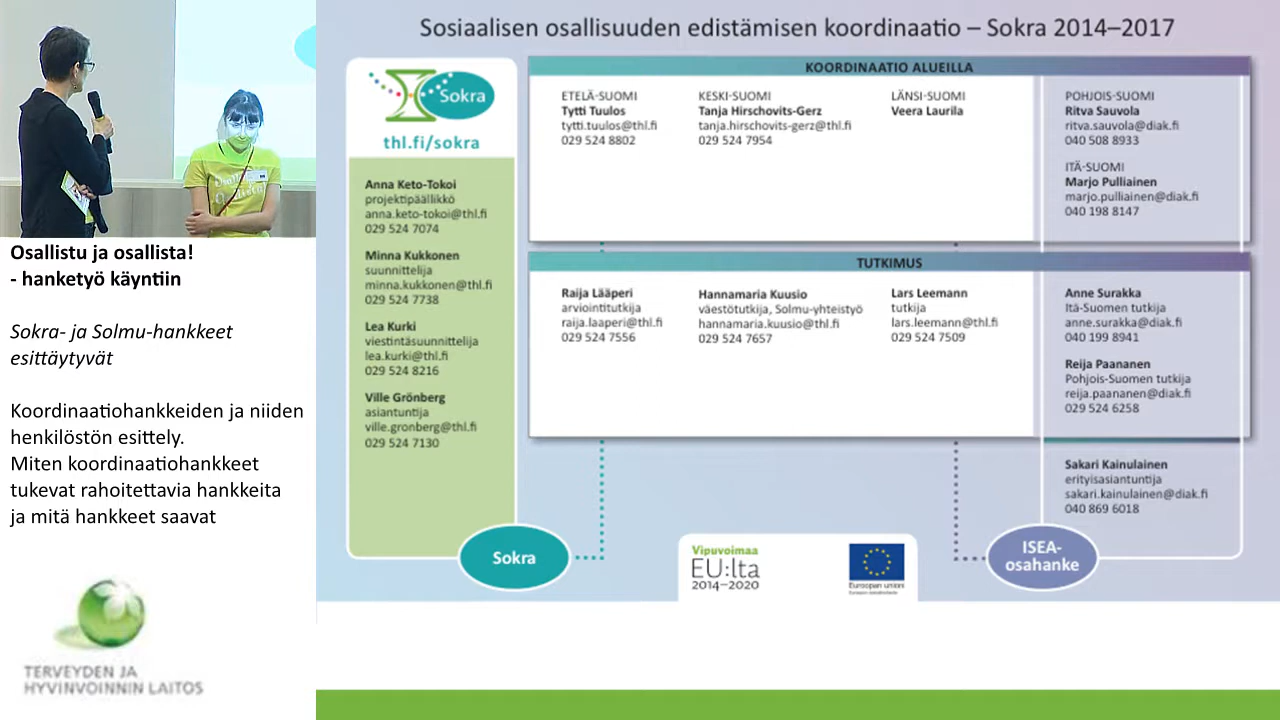 Sosiaalisen osallisuuden edistämisen koordinaatio – Sokra 2014–2017
Sokra
thl.fi/sokra
Anna Keto-Tokoi
projektipäällikkö
anna.keto-tokoi@thl.fi
029 524 7074
Minna Kukkonen
suunnittelija
minna.kukkonen@thl.fi
029 524 7738
Lea Kurki
viestintäsuunnittelija
lea.kurki@thl.fi
029 524 8216
Ville Grönberg
asiantuntija
ville.gronberg@thl.fi
029 524 7130
Sokra
KOORDINAATIO ALUEILLA
ETELÄ-SUOMI
Tytti Tuulos
tytti.tuulos@thl.fi
029 524 8802
KESKI-SUOMI
Tanja Hirschovits-Gerz
tanja.hirschovits-gerz@thl.fi
029 524 7954
LÄNSI-SUOMI
Veera Laurila
POHJOIS-SUOMI
Ritva Sauvola
ritva.sauvola@diak.fi
040 508 8933
ITÄ-SUOMI
Marjo Pulliainen
marjo.pulliainen@diak.fi
040 198 8147
TUTKIMUS
Raija Lääperi
arviointitutkija
raija.laaperi@thl.fi
029 524 7556
Hannamaria Kuusio
väestötutkija, Solmu-yhteistyö
hannamaria.kuusio@thl.fi
029 524 7657
Lars Leemann
tutkija
lars.leemann@thl.fi
029 524 7509
Anne Surakka
Itä-Suomen tutkija
anne.surakka@diak.fi
040 199 8941
Reija Paananen
Pohjois-Suomen tutkija
reija.paananen@diak.fi
029 524 6258
Sakari Kainulainen
erityisasiantuntija
sakari.kainulainen@diak.fi
040 869 6018
ISEA-
osahanke
Vipuvoimaa
EU:lta
2014–2020
Euroopan unioni
Osallistu ja osallista!
- hanketyö käyntiin
Sokra- ja Solmu-hankkeet
esittäytyvät
Koordinaatiohankkeiden ja niiden
henkilöstön esittely.
Miten koordinaatiohankkeet
tukevat rahoitettavia hankkeita
ja mitä hankkeet saavat
TERVEYDEN JA
HYVINVOINNIN LAITOS